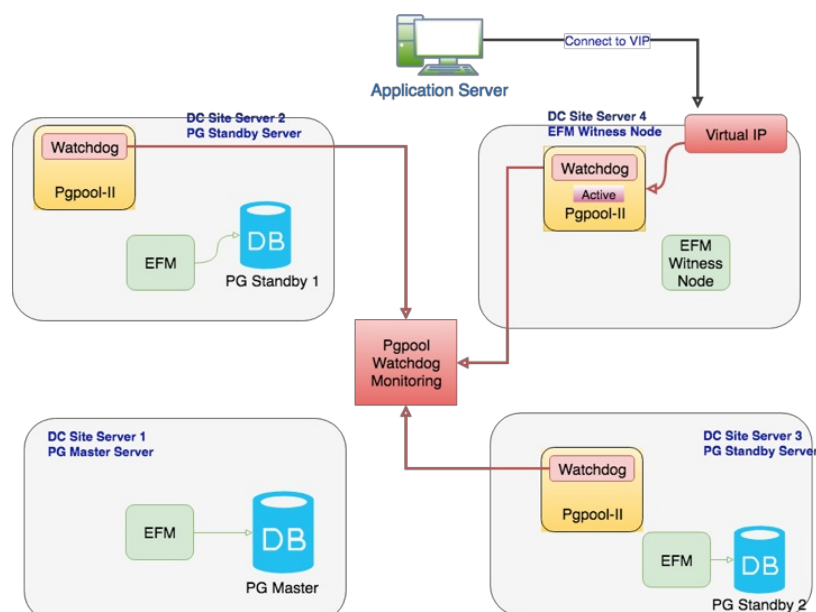 Connect to VIP
Application Server
DC Site Server 2
PG Standby Server
Watchdog
Pgpool-II
EFM
DB
PG Standby 1
DC Site Server 4
EFM Witness Node
Virtual IP
Watchdog
Active
Pgpool-II
EFM
Witness
Node
Pgpool
Watchdog
Monitoring
DC Site Server 1
PG Master Server
EFM
DB
PG Master
DC Site Server 3
PG Standby Server
Watchdog
Pgpool-II
EFM
DB
PG Standby 2